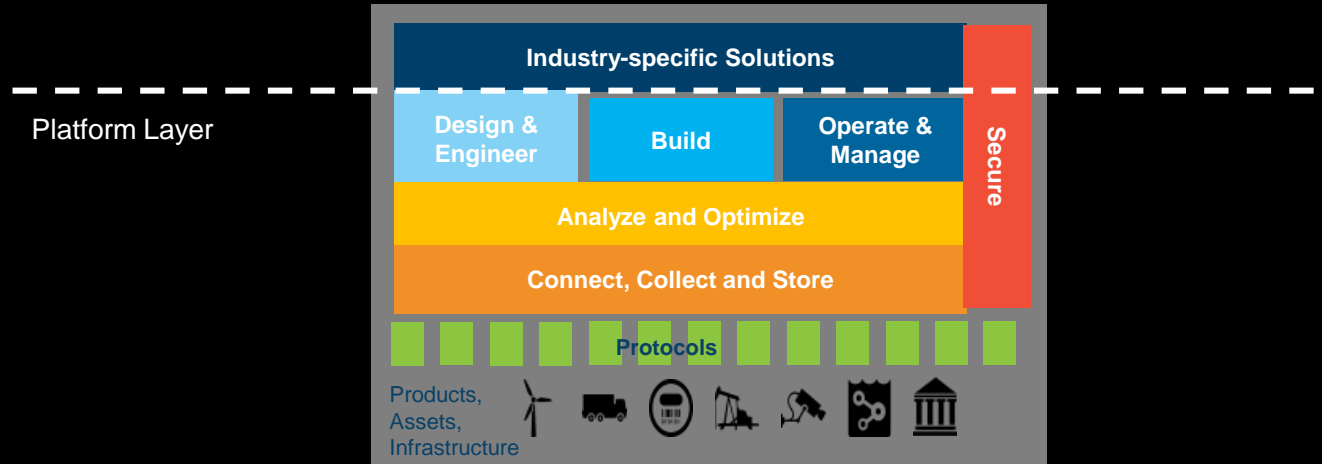 Industry-specific Solutions
Platform Layer
Design &
Engineer
Build
Operate &
Manage
Secure
Analyze and Optimize
Connect, Collect and Store
Protocols
Products,
Assets,
Infrastructure